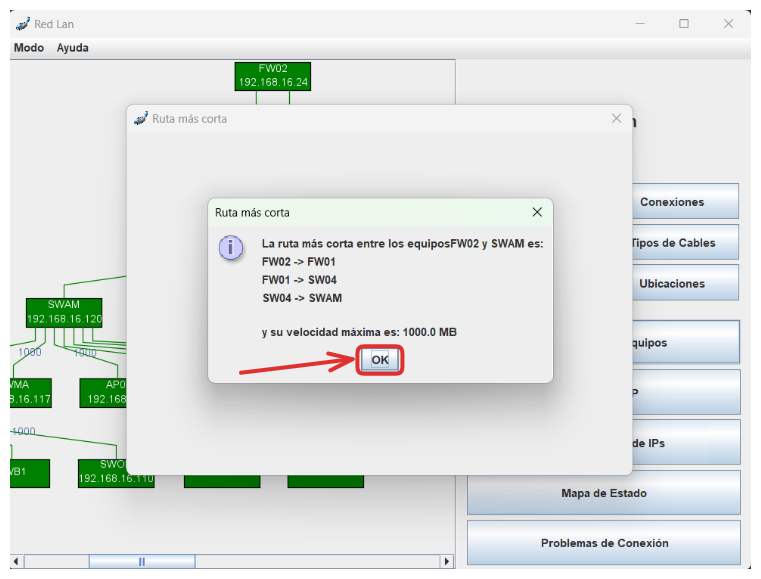 Red Lan
Modo Ayuda
FW02
192.168.16.24
Ruta más corta
Conexiones
Ruta más corta
La ruta más corta entre los equiposFW02 y SWAM es:
Tipos de Cables
FW02 -> FW01
FW01 -> SW04
Ubicaciones
SW04 -> SWAM
SWAM
192.168.16.120
y su velocidad máxima es: 1000.0 MB
quipos
1000 1000
OK
VMA AP0
3.16.117 192.168
P
1000
de IPs
VB1 SWO
192.168.16.110
Mapa de Estado
Problemas de Conexión